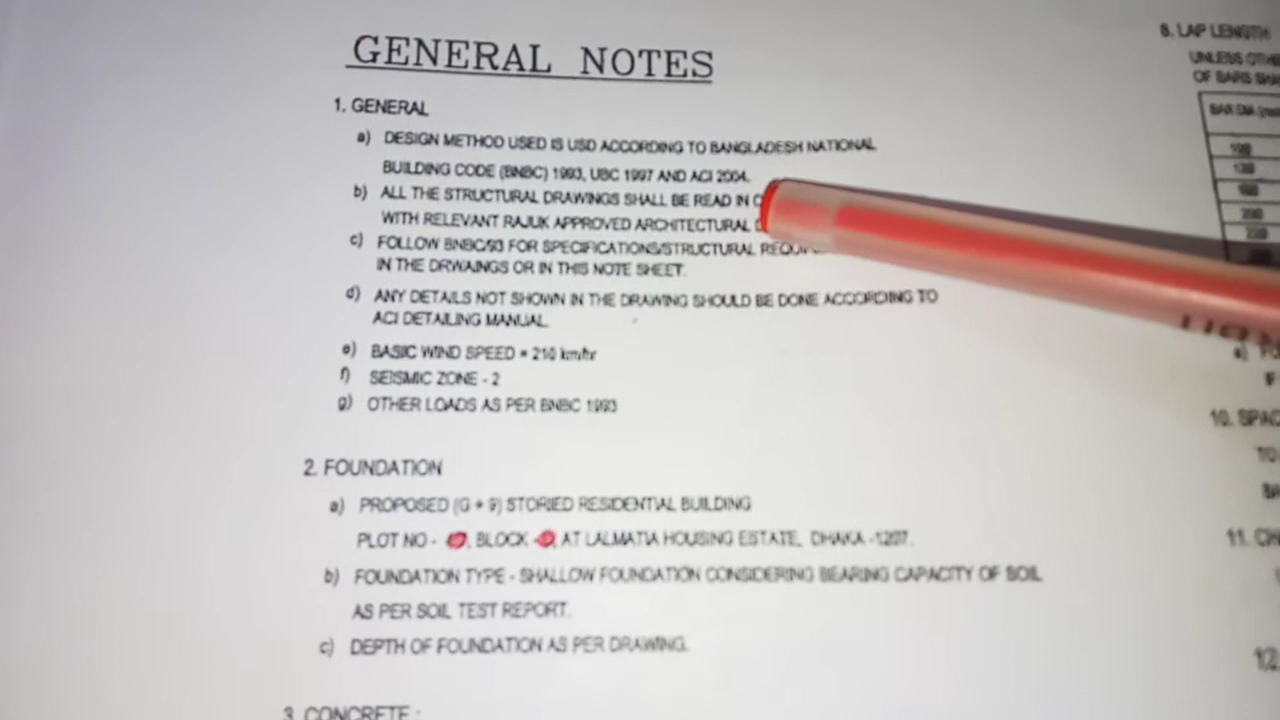 GENERAL NOTES
1. GENERAL
a) DESIGN METHOD USED IS USD ACCORDING TO BANGLADESH NATIONAL
BUILDING CODE (BNBC) 1993, UBC 1997 AND ACI 2004.
b) ALL THE STRUCTURAL DRAWINGS SHALL BE READ IN
WITH RELEVANT RAJUK APPROVED ARCHITECTURAL
c) FOLLOW BNBC/93 FOR SPECIFICATIONS/STRUCTURAL
IN THE DRWAINGS OR IN THIS NOTE SHEET.
d) ANY DETAILS NOT SHOWN IN THE DRAWING SHOULD BE DONE ACCORDING TO
ACI DETAILING MANUAL.
e) BASIC WIND SPEED = 210 km/hr
f) SEISMIC ZONE - 2
g) OTHER LOADS AS PER BNBC 1993
2. FOUNDATION
a) PROPOSED (G + 9) STORIED RESIDENTIAL BUILDING
PLOT NO - , BLOCK - , AT LALMATIA HOUSING ESTATE, DHAKA -1207.
b) FOUNDATION TYPE - SHALLOW FOUNDATION CONSIDERING BEARING CAPACITY OF SOIL
AS PER SOIL TEST REPORT.
c) DEPTH OF FOUNDATION AS PER DRAWING.
3. CONCRETE :
8. LAP LENGTH
UNLESS
OF BARS
BAR DIA
10.
TO
11.
12.